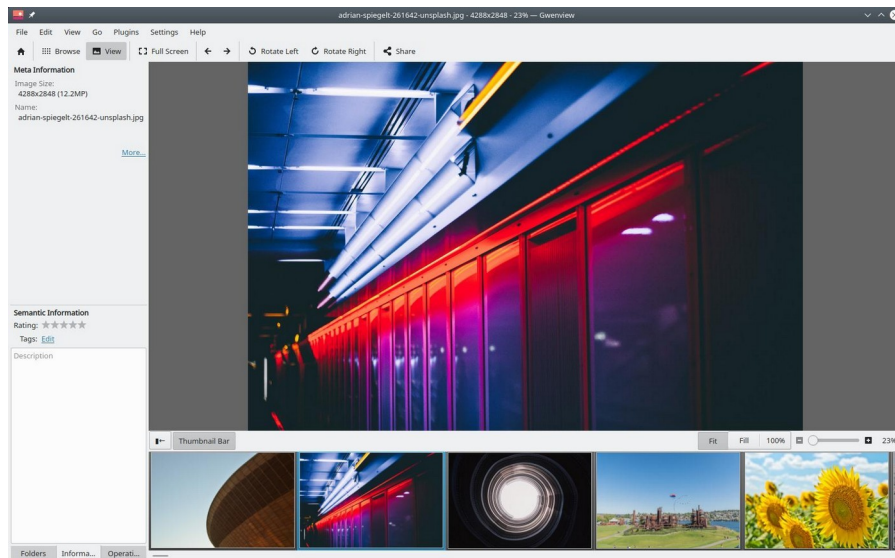 adrian-spiegelt-261642-unsplash.jpg - 4288x2848 - 23% — Gwenview
File Edit View Go Plugins Settings Help
Browse View Full Screen Rotate Left Rotate Right Share
Meta Information
Image Size:
4288x2848 (12.2MP)
Name:
adrian-spiegelt-261642-unsplash.jpg
More...
Semantic Information
Rating:
Tags: Edit
Description
Thumbnail Bar Fit Fill 100% 23%
Folders Informa... Operati...